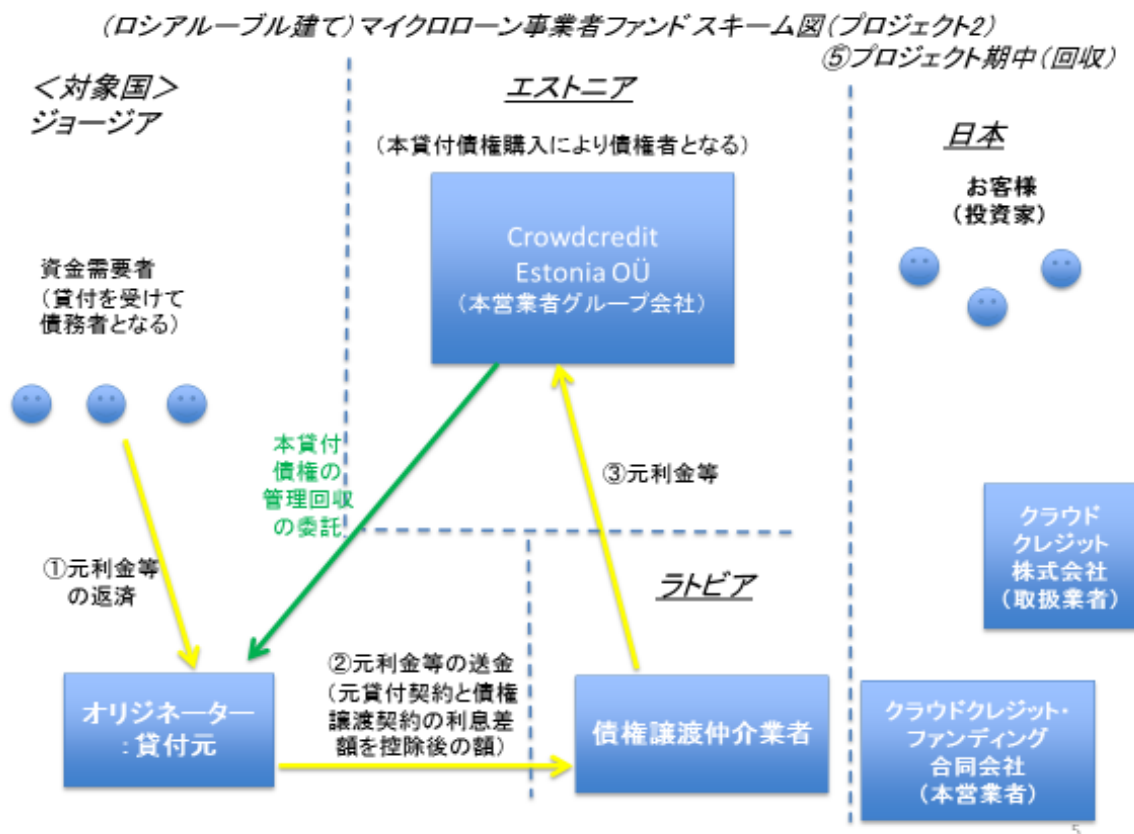 (ロシアルーブル建て)マイクロローン事業者ファンド スキーム図(プロジェクト2)
⑤プロジェクト期中(回収)
<対象国>
ジョージア
エストニア
(本貸付債権購入により債権者となる)
日本
お客様
(投資家)
Crowdcredit
Estonia OÜ
(本営業者グループ会社)
資金需要者
(貸付を受けて
債務者となる)
本貸付
債権の
管理回収
の委託
③元利金等
クラウド
クレジット
株式会社
(取扱業者)
①元利金等
の返済
ラトビア
②元利金等の送金
(元貸付契約と債権
譲渡契約の利息差
額を控除後の額)
オリジネーター
:貸付元
債権譲渡仲介業者
クラウドクレジット・
ファンディング
合同会社
(本営業者)
5